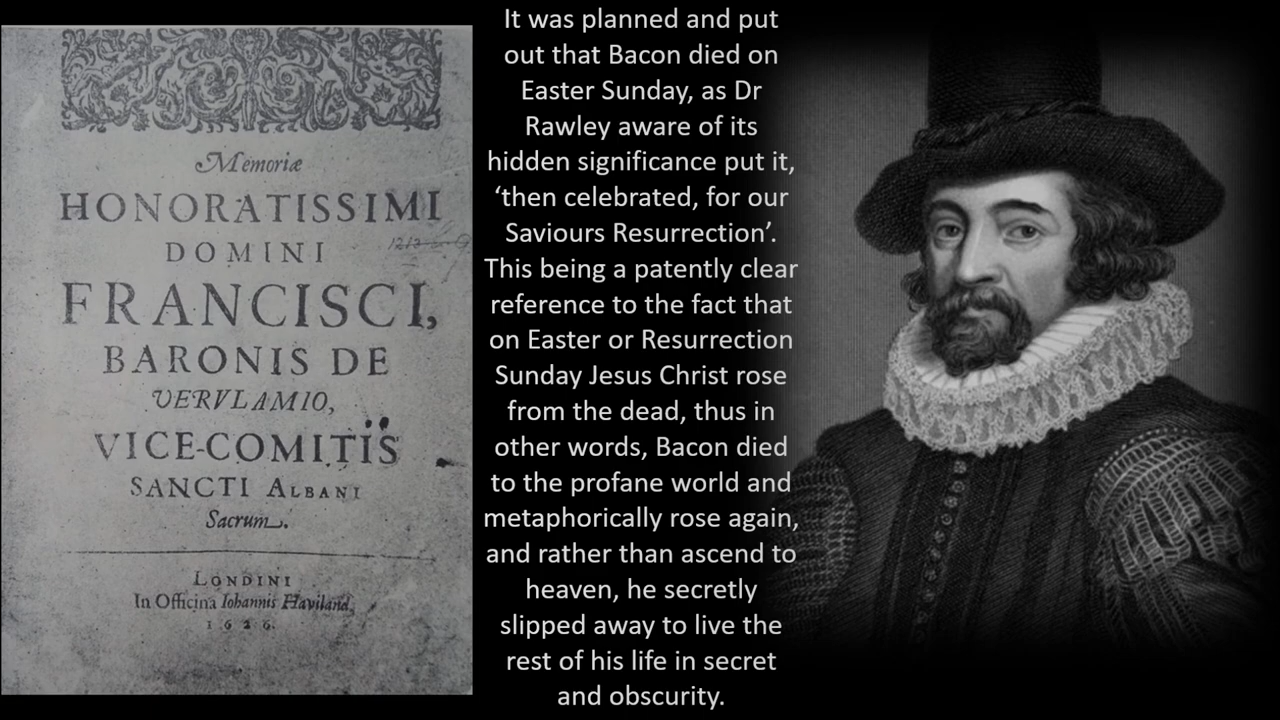 Memoriæ
HONORATISSIMI
DOMINI
FRANCISCI,
BARONIS DE
VERVLAMIO,
VICE-COMITIS
SANCTI ALBANI
Sacrum.
LONDINI
In Officina Iohannis Haviland,
1626.
It was planned and put
out that Bacon died on
Easter Sunday, as Dr
Rawley aware of its
hidden significance put it,
‘then celebrated, for our
Saviours Resurrection’.
This being a patently clear
reference to the fact that
on Easter or Resurrection
Sunday Jesus Christ rose
from the dead, thus in
other words, Bacon died
to the profane world and
metaphorically rose again,
and rather than ascend to
heaven, he secretly
slipped away to live the
rest of his life in secret
and obscurity.